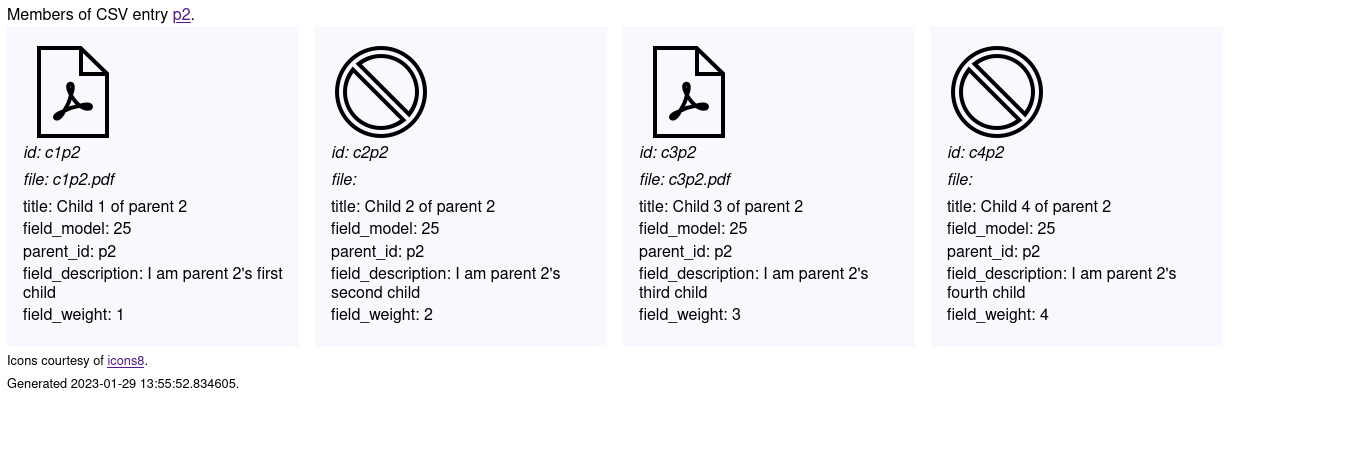 Members of CSV entry p2.
id: c1p2
file: c1p2.pdf
title: Child 1 of parent 2
field_model: 25
parent_id: p2
field_description: I am parent 2's first
child
field_weight: 1
id: c2p2
file:
title: Child 2 of parent 2
field_model: 25
parent_id: p2
field_description: I am parent 2's
second child
field_weight: 2
id: c3p2
file: c3p2.pdf
title: Child 3 of parent 2
field_model: 25
parent_id: p2
field_description: I am parent 2's
third child
field_weight: 3
id: c4p2
file:
title: Child 4 of parent 2
field_model: 25
parent_id: p2
field_description: I am parent 2's
fourth child
field_weight: 4
Icons courtesy of icons8.
Generated 2023-01-29 13:55:52.834605.